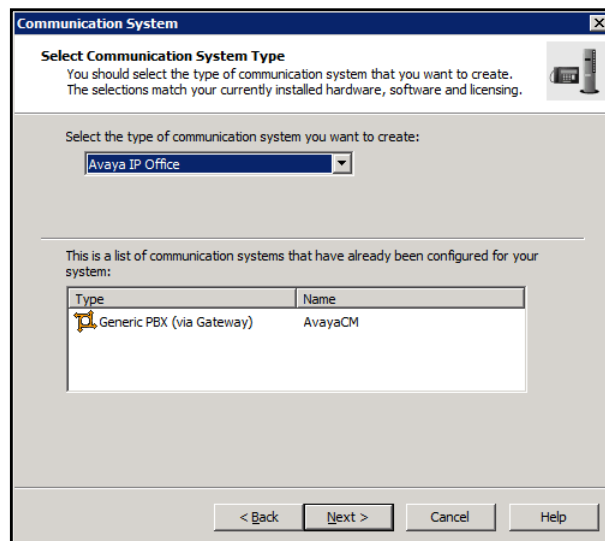 Communication System
Select Communication System Type
You should select the type of communication system that you want to create.
The selections match your currently installed hardware, software and licensing.
Select the type of communication system you want to create:
Avaya IP Office
This is a list of communication systems that have already been configured for your
system:
Type Name
Generic PBX (via Gateway) AvayaCM
< Back Next > Cancel Help